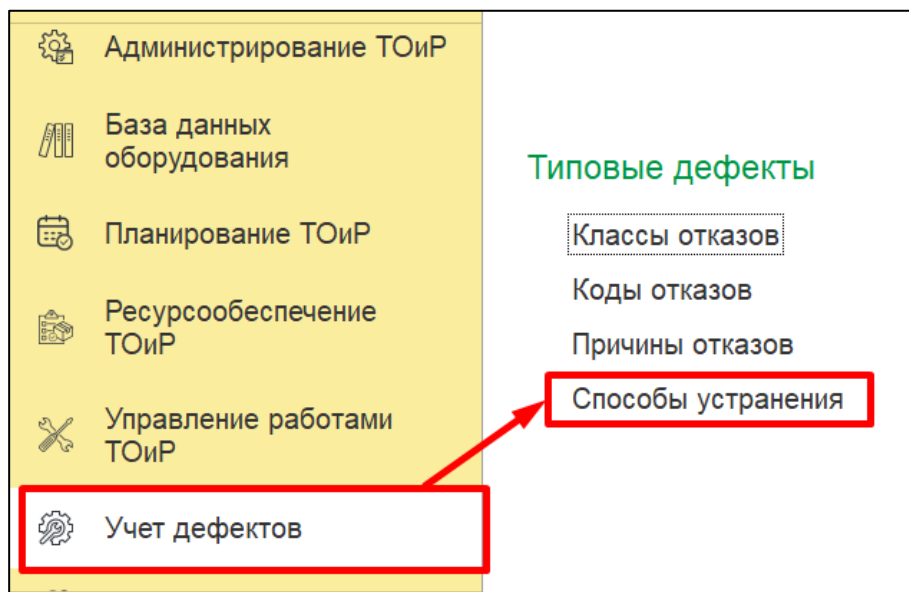 Администрирование ТОиР
База данных
оборудования
Планирование ТОиР
Ресурсообеспечение
ТОиР
Управление работами
ТОиР
Учет дефектов
Типовые дефекты
Классы отказов
Коды отказов
Причины отказов
Способы устранения